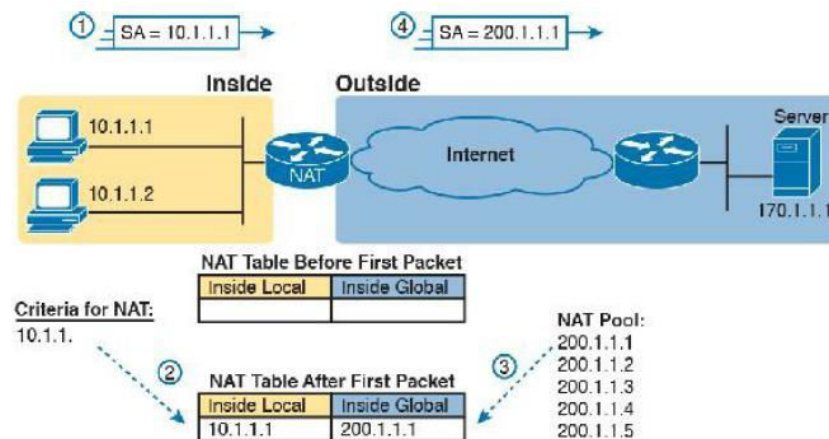 ① SA = 10.1.1.1
④ SA = 200.1.1.1
Inside
Outside
10.1.1.1
10.1.1.2
NAT
Internet
Server
170.1.1.1
NAT Table Before First Packet
Inside Local Inside Global
Criteria for NAT:
10.1.1.
②
NAT Table After First Packet
Inside Local Inside Global
10.1.1.1 200.1.1.1
③
NAT Pool:
200.1.1.1
200.1.1.2
200.1.1.3
200.1.1.4
200.1.1.5